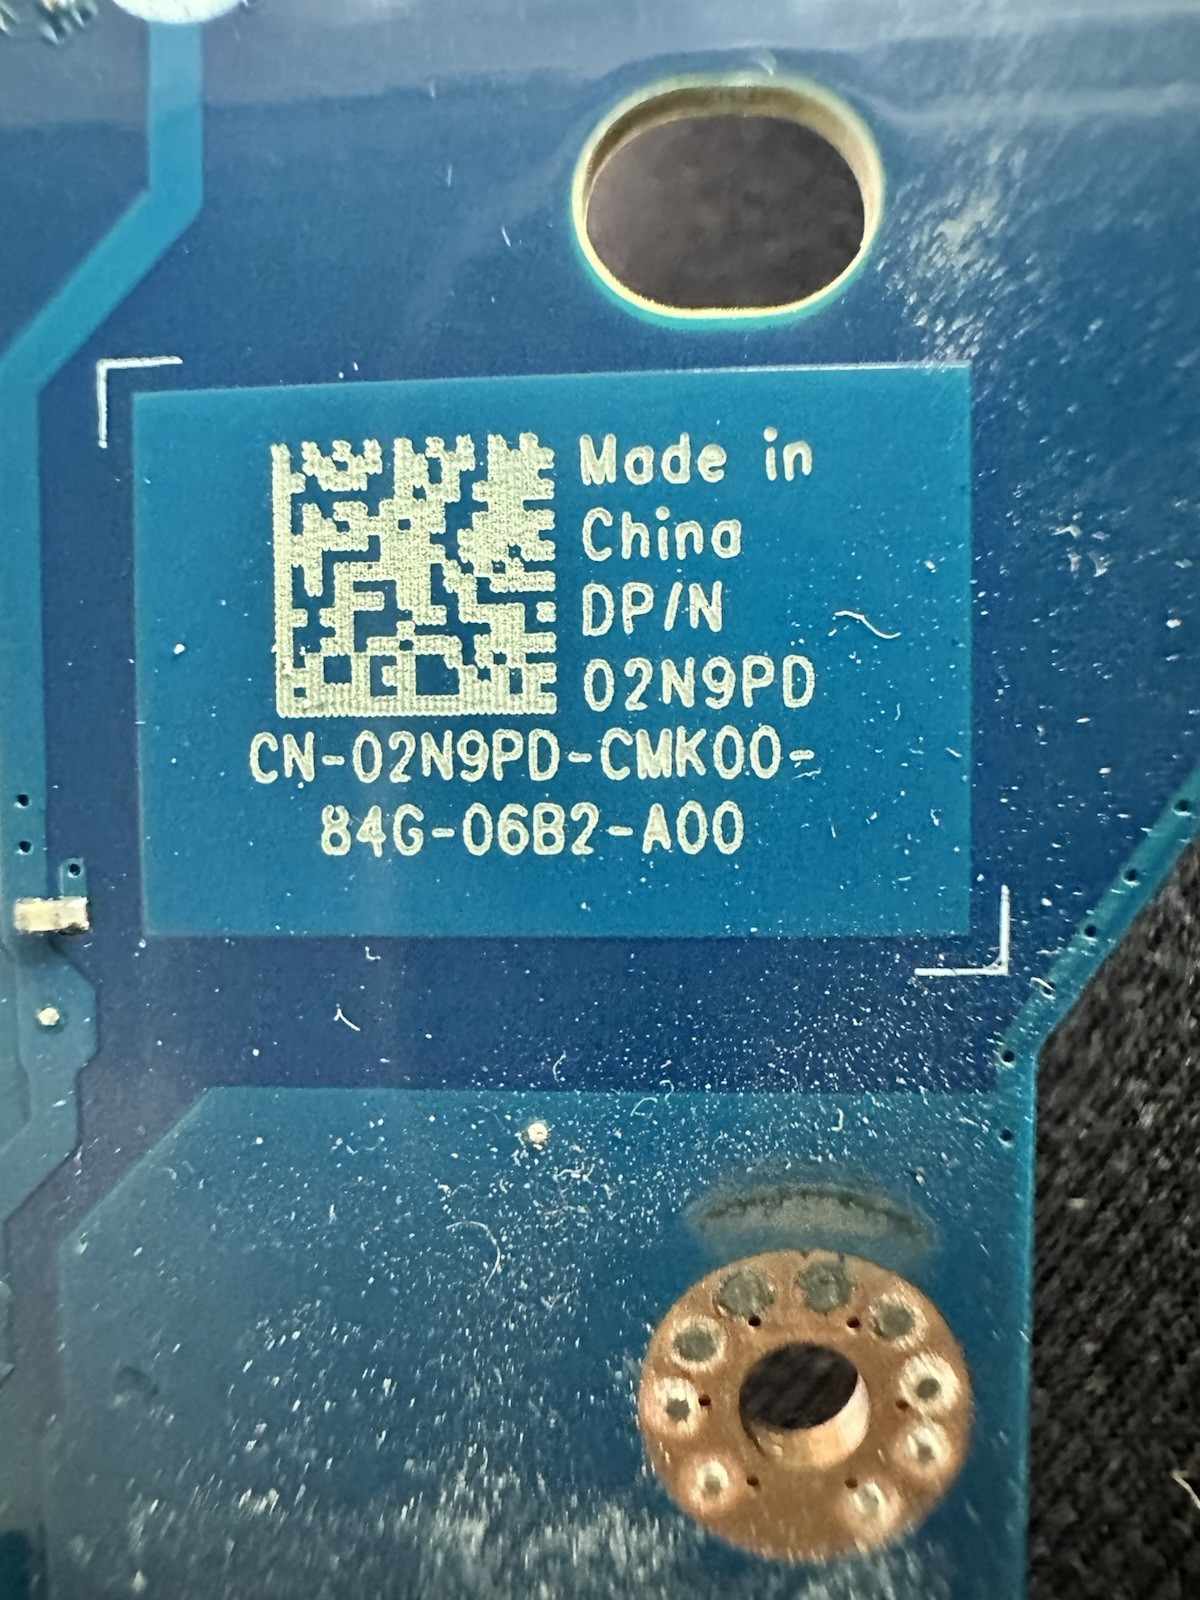 Made in
China
DP/N
02N9PD
CN-02N9PD-CMK00-
84G-06B2-A00